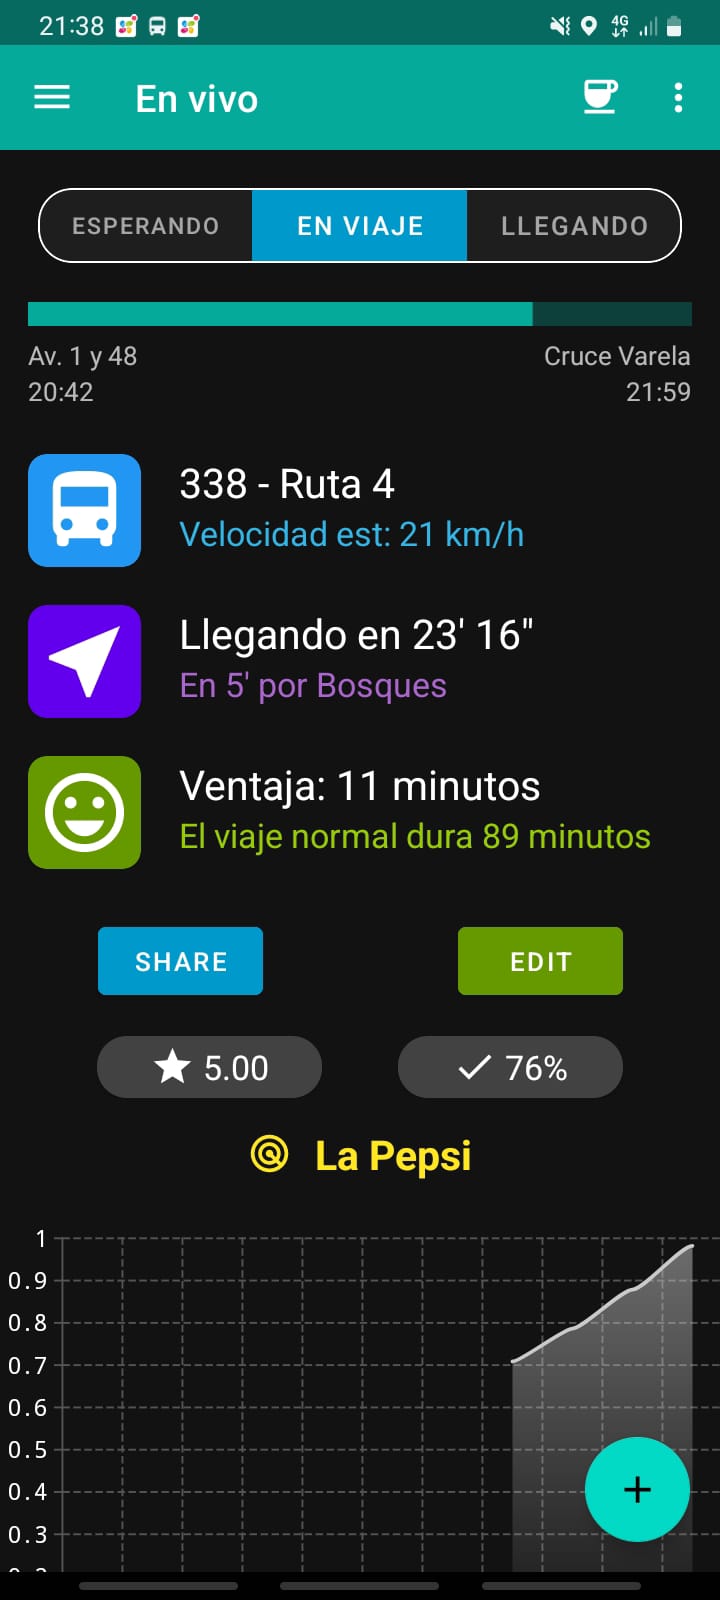 21:38
4G
En vivo
ESPERANDO
EN VIAJE
LLEGANDO
Av. 1 y 48
Cruce Varela
20:42
21:59
338 - Ruta 4
Velocidad est: 21 km/h
Llegando en 23' 16"
En 5' por Bosques
Ventaja: 11 minutos
El viaje normal dura 89 minutos
SHARE
EDIT
5.00
76%
La Pepsi
1
0.9
0.8
0.7
0.6
0.5
0.4
0.3